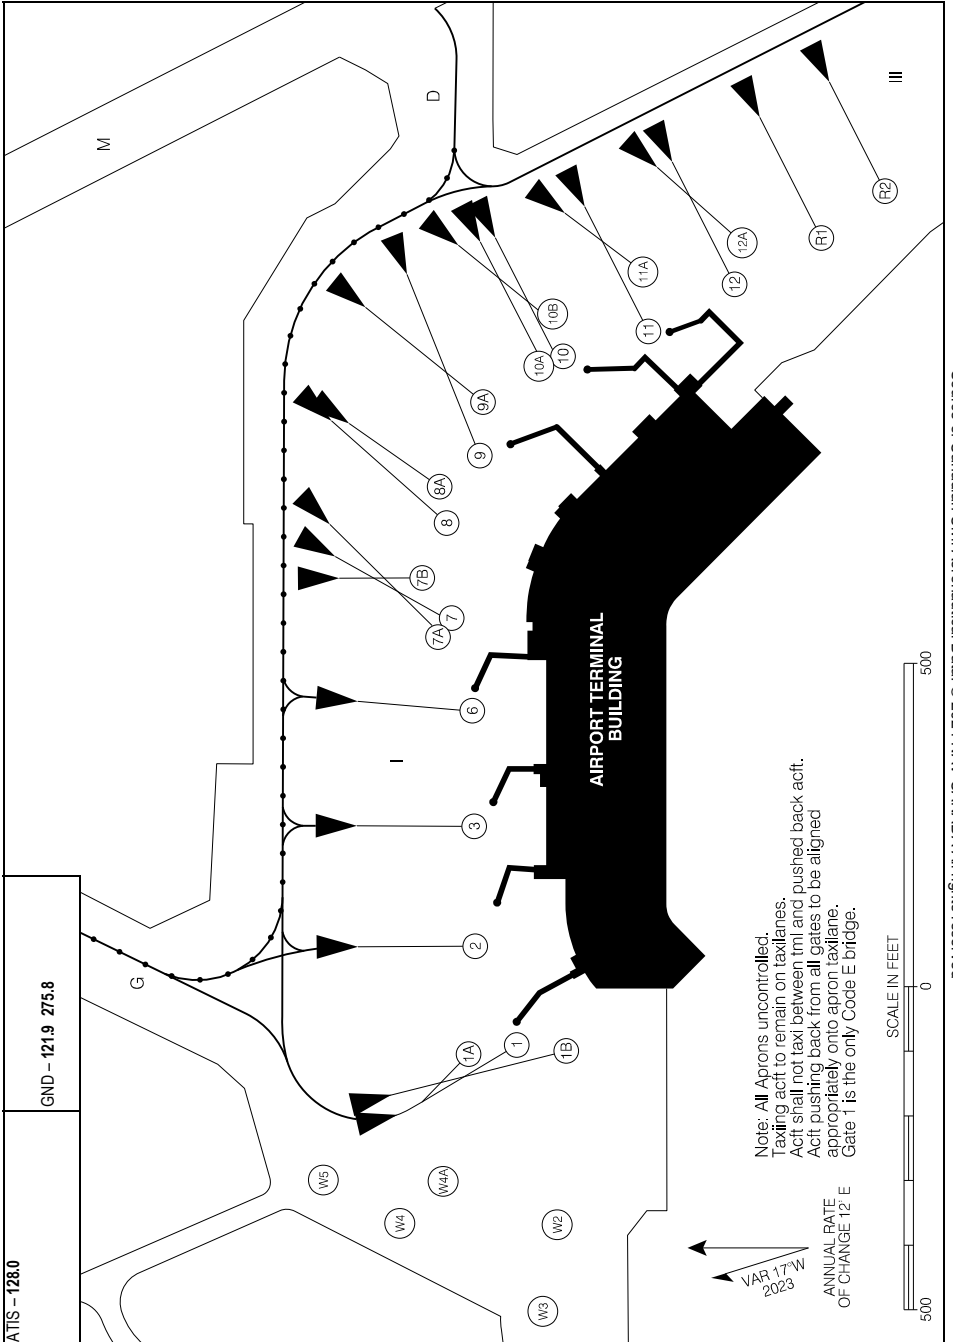 ATIS – 128.0
GND – 121.9 275.8
M
D
G
I
III
1A
1
1B
2
3
6
7A
7
7B
8
8A
9
9A
10A
10
10B
11
11A
12
12A
R1
R2
W5
W4A
W4
W2
W3
AIRPORT TERMINAL
BUILDING
Note: All Aprons uncontrolled.
Taxiing acft to remain on taxilanes.
Acft shall not taxi between tml and pushed back acft.
Acft pushing back from all gates to be aligned
appropriately onto apron taxilane.
Gate 1 is the only Code E bridge.
VAR 17°W
2023
ANNUAL RATE
OF CHANGE 12' E
SCALE IN FEET
500
0
500